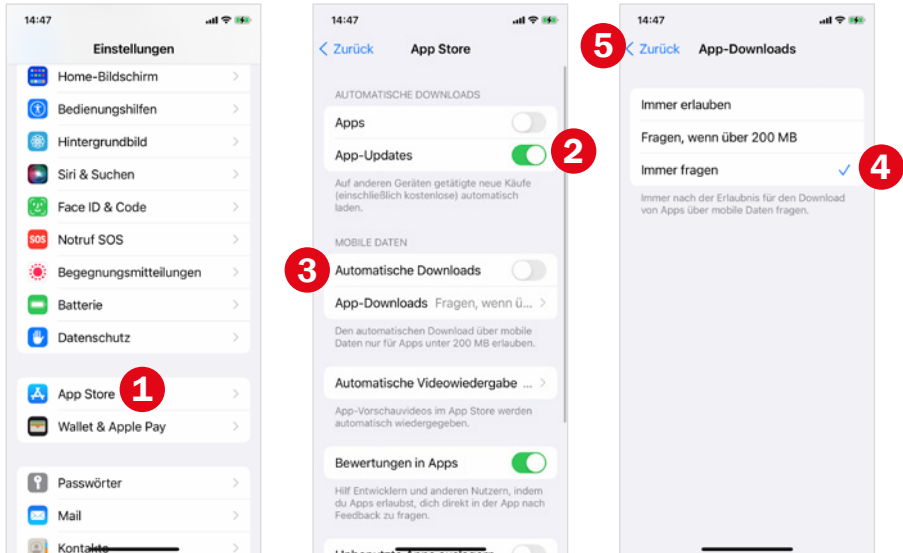 14:47
Einstellungen
Home-Bildschirm
Bedienungshilfen
Hintergrundbild
Siri & Suchen
Face ID & Code
SOS
Notruf SOS
Begegnungsmitteilungen
Batterie
Datenschutz
App Store
1
Wallet & Apple Pay
Passwörter
Mail
Kontakte
14:47
Zurück App Store
AUTOMATISCHE DOWNLOADS
Apps
App-Updates
2
Auf anderen Geräten getätigte neue Käufe
(einschließlich kostenlose) automatisch
laden.
MOBILE DATEN
3
Automatische Downloads
App-Downloads Fragen, wenn ü...
Den automatischen Download über mobile
Daten nur für Apps unter 200 MB erlauben.
Automatische Videowiedergabe ...
App-Vorschauvideos im App Store werden
automatisch wiedergegeben.
Bewertungen in Apps
Hilf Entwicklern und anderen Nutzern, indem
du Apps erlaubst, dich direkt in der App nach
Feedback zu fragen.
14:47
5
Zurück App-Downloads
Immer erlauben
Fragen, wenn über 200 MB
Immer fragen
4
Immer nach der Erlaubnis für den Download
von Apps über mobile Daten fragen.